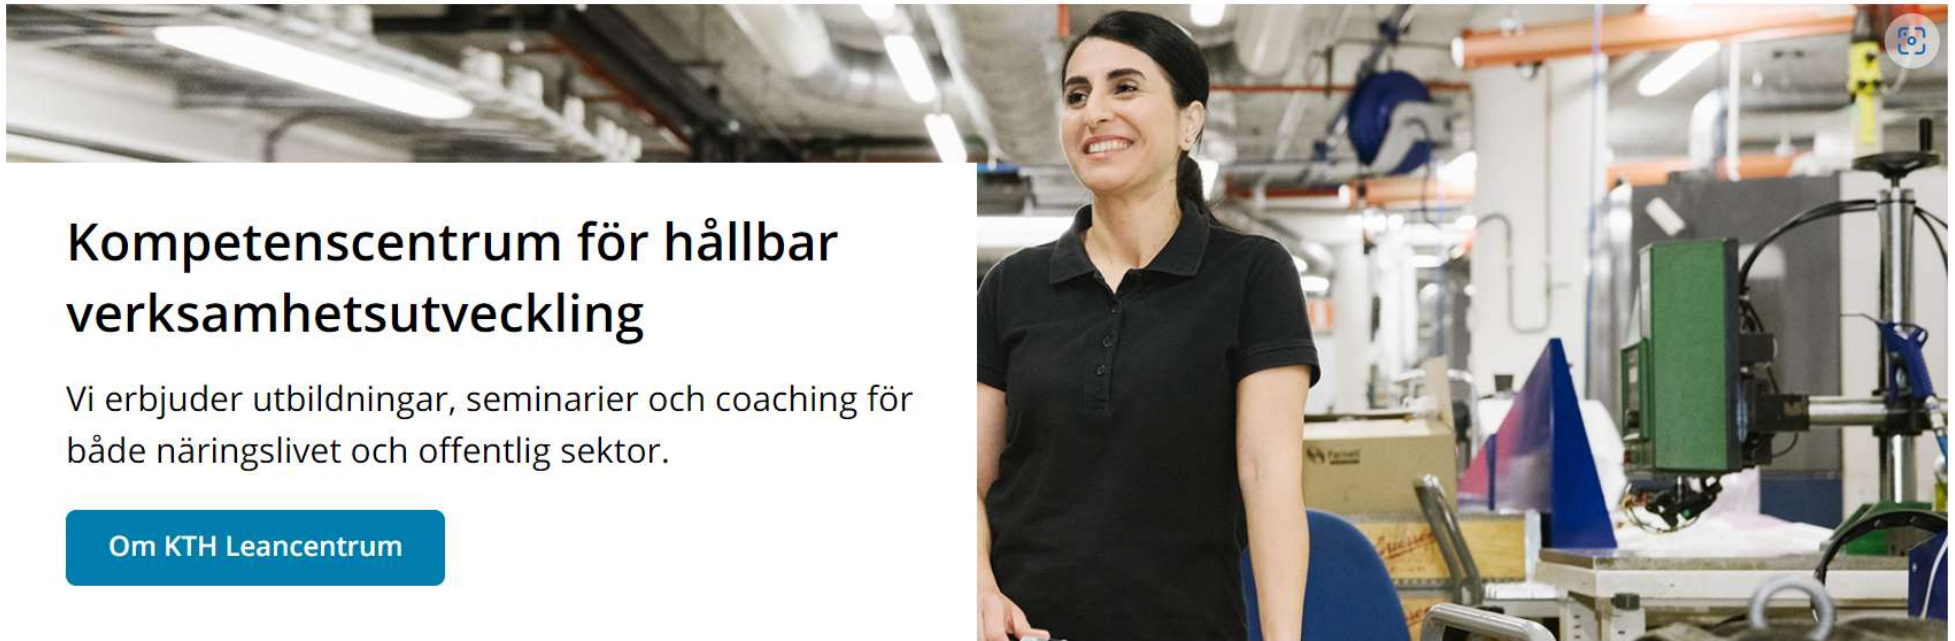 Kompetenscentrum för hållbar
verksamhetsutveckling
Vi erbjuder utbildningar, seminarier och coaching för
både näringslivet och offentlig sektor.
Om KTH Leancentrum
Farnell